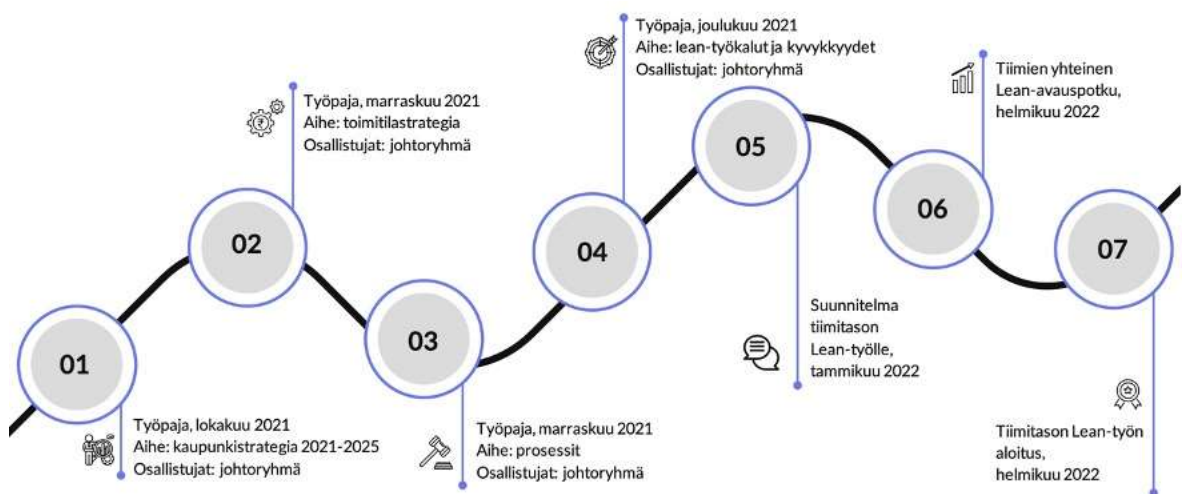 01
Työpaja, lokakuu 2021
Aihe: kaupunkistrategia 2021-2025
Osallistujat: johtoryhmä
02
Työpaja, marraskuu 2021
Aihe: toimitilastrategia
Osallistujat: johtoryhmä
03
Työpaja, marraskuu 2021
Aihe: prosessit
Osallistujat: johtoryhmä
04
Työpaja, joulukuu 2021
Aihe: lean-työkalut ja kyvykkyydet
Osallistujat: johtoryhmä
05
Suunnitelma
tiimitason
Lean-työlle,
tammikuu 2022
06
Tiimien yhteinen
Lean-avauspotku,
helmikuu 2022
07
Tiimitason Lean-työn
aloitus,
helmikuu 2022